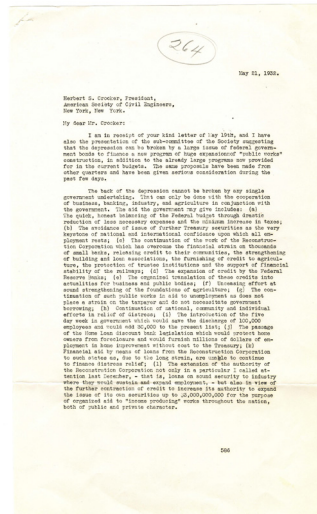 264
May 21, 1932.
Herbert S. Crocker, President,
American Society of Civil Engineers,
New York, New York.
My dear Mr. Crocker:
I am in receipt of your kind letter of May 19th, and I have
also the presentation of the sub-committee of the Society suggesting
that the depression can be broken by a large issue of federal govern-
ment bonds to finance a new program of huge expansion of "public works"
construction, in addition to the already large programs now provided
for in the current budgets. The same proposals have been made from
other quarters and have been given serious consideration during the
past few days.
The back of the depression cannot be broken by any single
government undertaking. That can only be done with the cooperation
of business, banking, industry, and agriculture in conjunction with
the government. The aid the government may give includes: (a)
The quick, honest balancing of the Federal budget through drastic
reduction of less necessary expenses and the minimum increase in taxes;
(b) The avoidance of issue of further Treasury securities as the very
keystone of national and international confidence upon which all em-
ployment rests; (c) The continuation of the work of the Reconstruc-
tion Corporation which has overcome the financial strain on thousands
of small banks, releasing credit to their communities, the strengthening
of building and loan associations, the furnishing of credit to agricul-
ture, the protection of trustee institutions and the support of financial
stability of the railways; (d) The expansion of credit by the Federal
Reserve Banks; (e) The organized translation of these credits into
actualities for business and public bodies; (f) Unceasing effort at
sound strengthening of the foundations of agriculture; (g) The con-
tinuation of such public works in aid to unemployment as does not
place a strain on the taxpayer and do not necessitate government
borrowing; (h) Continuation of national, community and individual
efforts in relief of distress; (i) The introduction of the five
day week in government which would save the discharge of 100,000
employees and would add 30,000 to the present list; (j) The passage
of the Home Loan discount bank legislation which would protect home
owners from foreclosure and would furnish millions of dollars of em-
ployment in home improvement without cost to the Treasury; (k)
Financial aid by means of loans from the Reconstruction Corporation
to such states as, due to the long strain, are unable to continue
to finance distress relief; (l) The extension of the authority of
the Reconstruction Corporation not only in a particular I called at-
tention last December, - that is, loans on sound security to industry
where they would sustain and expand employment, - but also in view of
the further contraction of credit to increase its authority to expand
the issue of its own securities up to $3,000,000,000 for the purpose
of organized aid to "income producing" works throughout the nation,
both of public and private character.
586